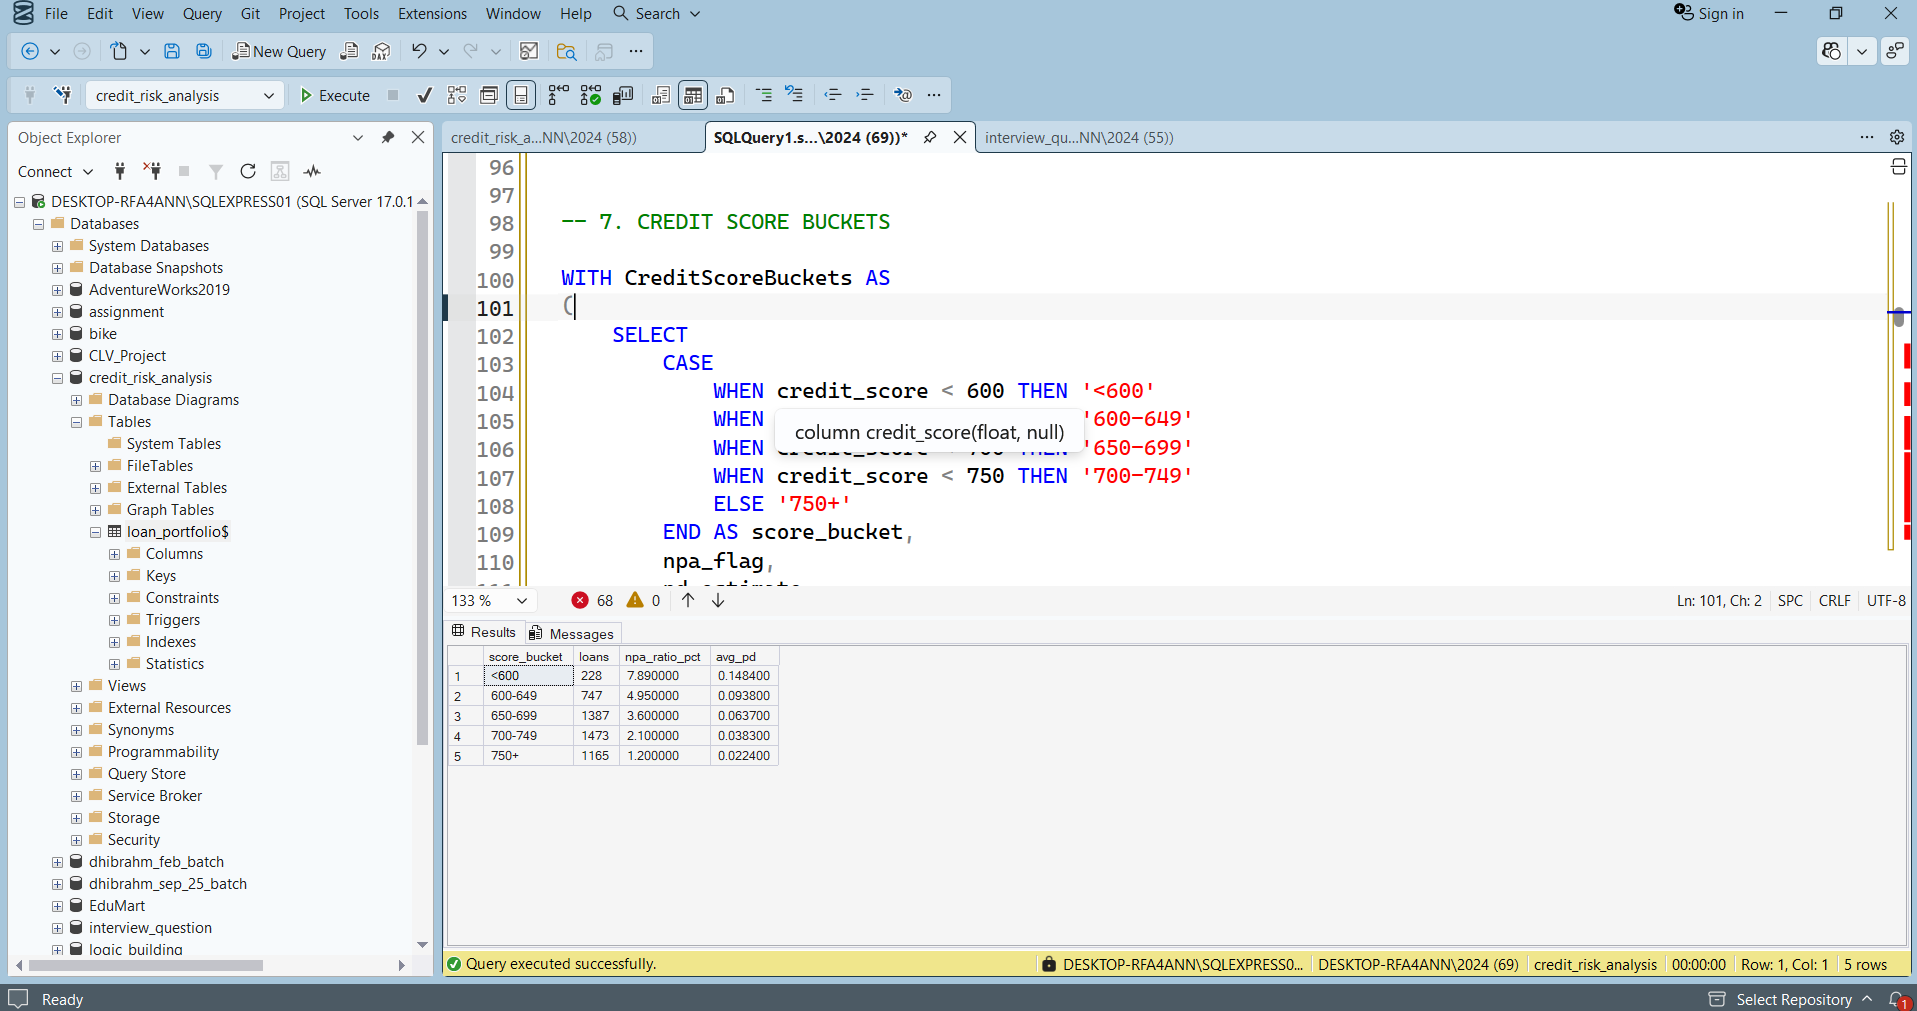 File Edit View Query Git Project Tools Extensions Window Help Search Sign in
New Query DAX
credit_risk_analysis Execute
Object Explorer
Connect
DESKTOP-RFA4ANN\SQLEXPRESS01 (SQL Server 17.0.1
Databases
System Databases
Database Snapshots
AdventureWorks2019
assignment
bike
CLV_Project
credit_risk_analysis
Database Diagrams
Tables
System Tables
FileTables
External Tables
Graph Tables
loan_portfolio$
Columns
Keys
Constraints
Triggers
Indexes
Statistics
Views
External Resources
Synonyms
Programmability
Query Store
Service Broker
Storage
Security
dhibrahm_feb_batch
dhibrahm_sep_25_batch
EduMart
interview_question
logic_building
credit_risk_a...NN\2024 (58)) SQLQuery1.s...\2024 (69))* interview_qu...NN\2024 (55))
96
97
98 -- 7. CREDIT SCORE BUCKETS
99
100 WITH CreditScoreBuckets AS
101 (
102 SELECT
103 CASE
104 WHEN credit_score < 600 THEN '<600'
105 WHEN '600-649'
column credit_score(float, null)
106 WHEN '650-699'
107 WHEN credit_score < 750 THEN '700-749'
108 ELSE '750+'
109 END AS score_bucket,
110 npa_flag,
133 % 68 0 Ln: 101, Ch: 2 SPC CRLF UTF-8
Results Messages
score_bucket loans npa_ratio_pct avg_pd
1 <600 228 7.890000 0.148400
2 600-649 747 4.950000 0.093800
3 650-699 1387 3.600000 0.063700
4 700-749 1473 2.100000 0.038300
5 750+ 1165 1.200000 0.022400
Query executed successfully. DESKTOP-RFA4ANN\SQLEXPRESS0... DESKTOP-RFA4ANN\2024 (69) credit_risk_analysis 00:00:00 Row: 1, Col: 1 5 rows
Ready Select Repository 1